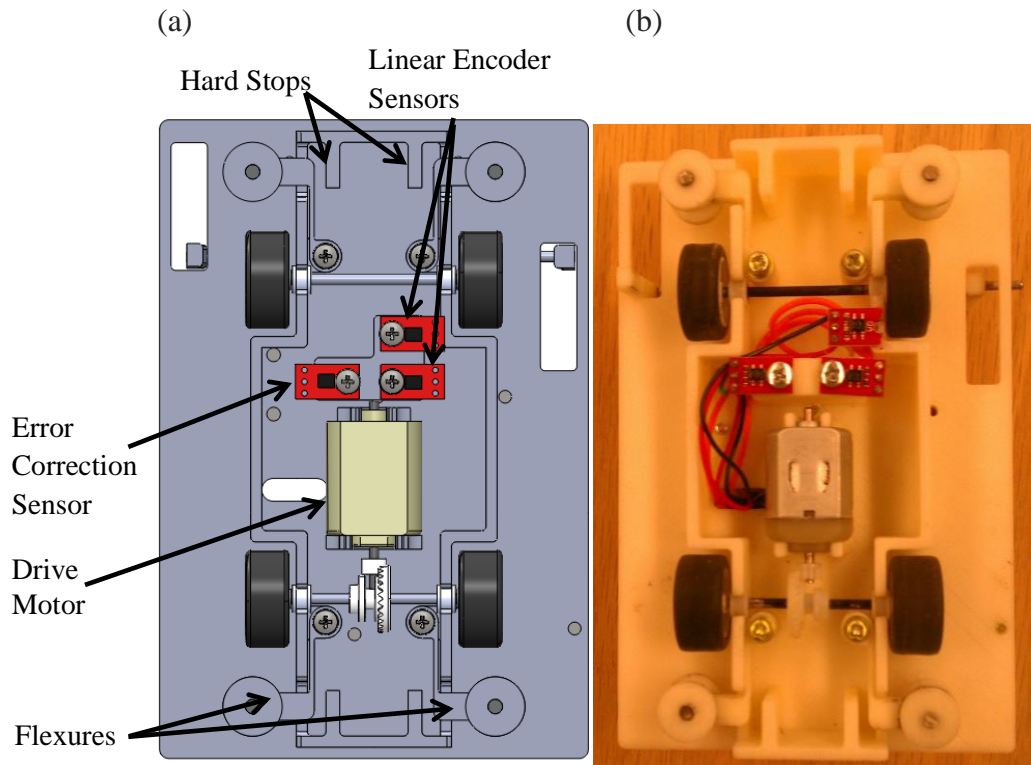 (a)
(b)
Hard Stops
Linear Encoder
Sensors
Error
Correction
Sensor
Drive
Motor
Flexures